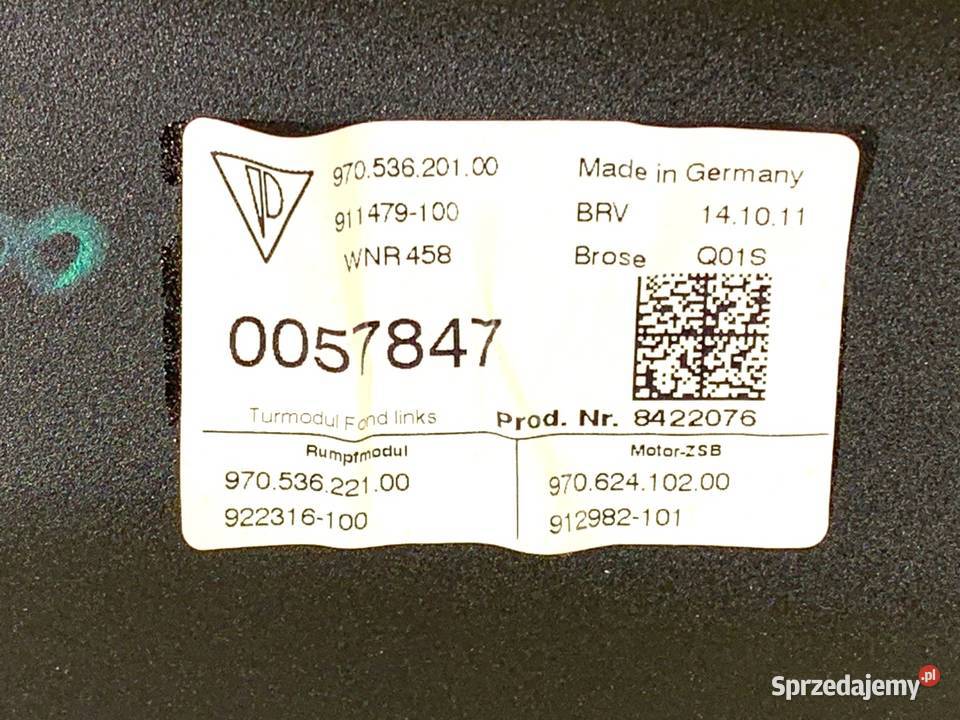 970.536.201.00
911479-100
WNR 458
Made in Germany
BRV 14.10.11
Brose Q01S
0057847
Turmodul Fond links
Prod. Nr. 8422076
Rumpfmodul
970.536.221.00
922316-100
Motor-ZSB
970.624.102.00
912982-101
Sprzedajemy.pl